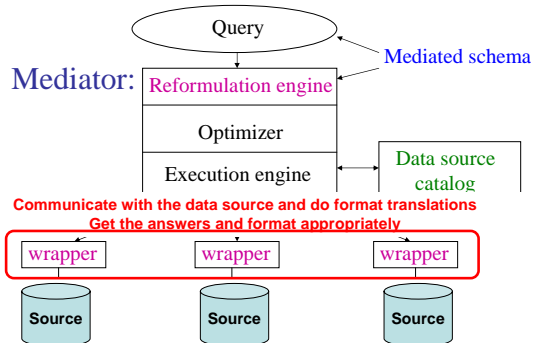 Query
Mediated schema
Mediator:
Reformulation engine
Optimizer
Execution engine
Data source
catalog
Communicate with the data source and do format translations
Get the answers and format appropriately
wrapper
wrapper
wrapper
Source
Source
Source